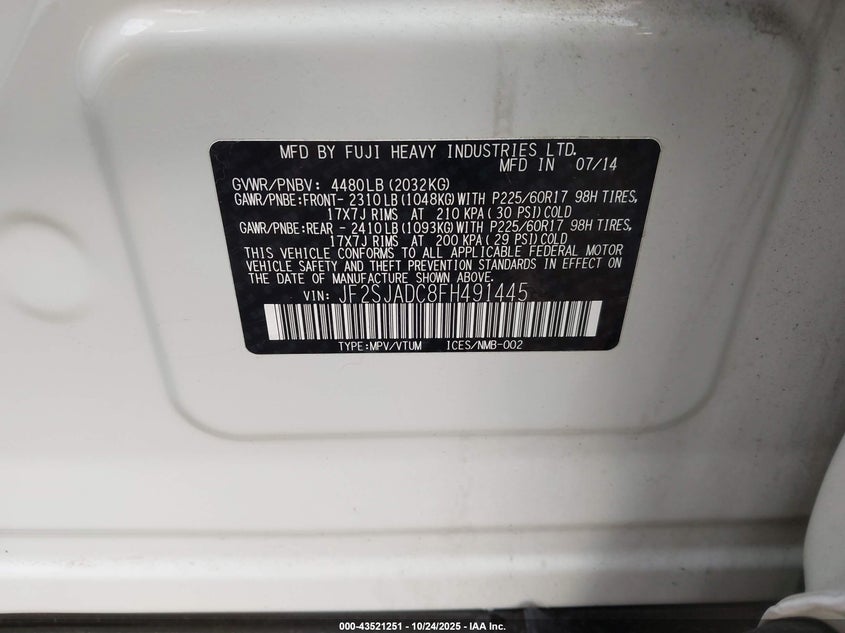 MFD BY FUJI HEAVY INDUSTRIES LTD.
MFD IN 07/14
GVWR/PNBV: 4480LB (2032KG)
GAWR/PNBE:FRONT- 2310LB (1048KG)WITH P225/60R17 98H TIRES,
17X7J RIMS AT 210 KPA( 30 PSI)COLD
GAWR/PNBE:REAR - 2410LB (1093KG)WITH P225/60R17 98H TIRES,
17X7J RIMS AT 200 KPA( 29 PSI)COLD
THIS VEHICLE CONFORMS TO ALL APPLICABLE FEDERAL MOTOR
VEHICLE SAFETY AND THEFT PREVENTION STANDARDS IN EFFECT ON
THE DATE OF MANUFACTURE SHOWN ABOVE.
VIN: JF2SJADC8FH491445
TYPE:MPV/VTUM ICES/NMB-002
000-43521251 - 10/24/2025 - IAA Inc.